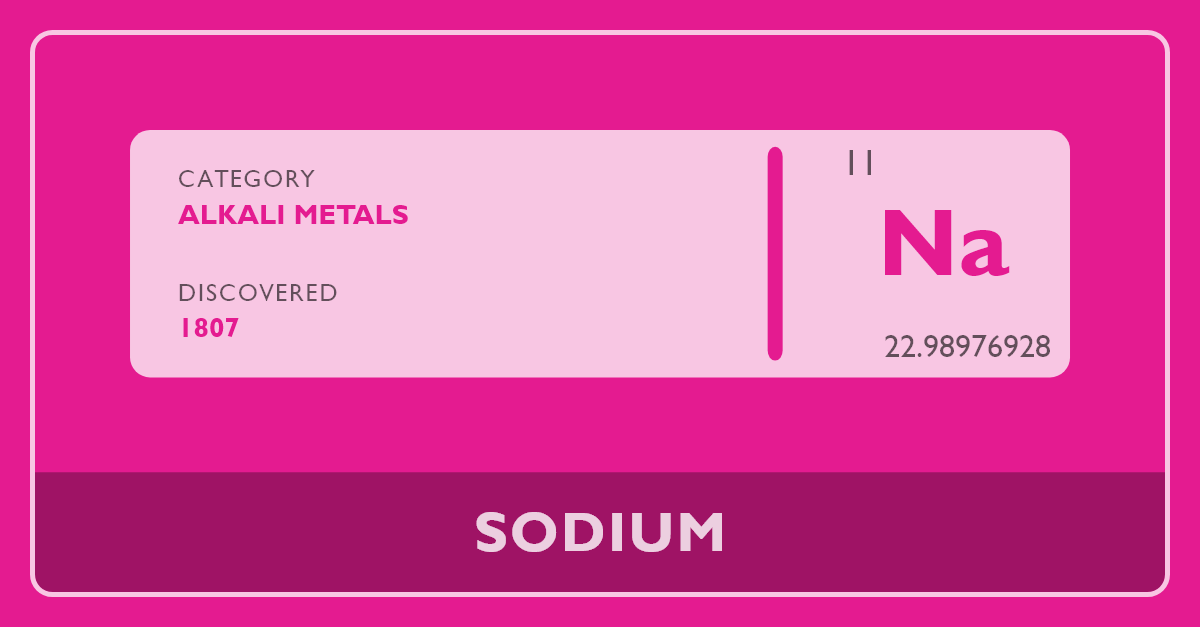 CATEGORY
ALKALI METALS
DISCOVERED
1807
11
Na
22.98976928
SODIUM